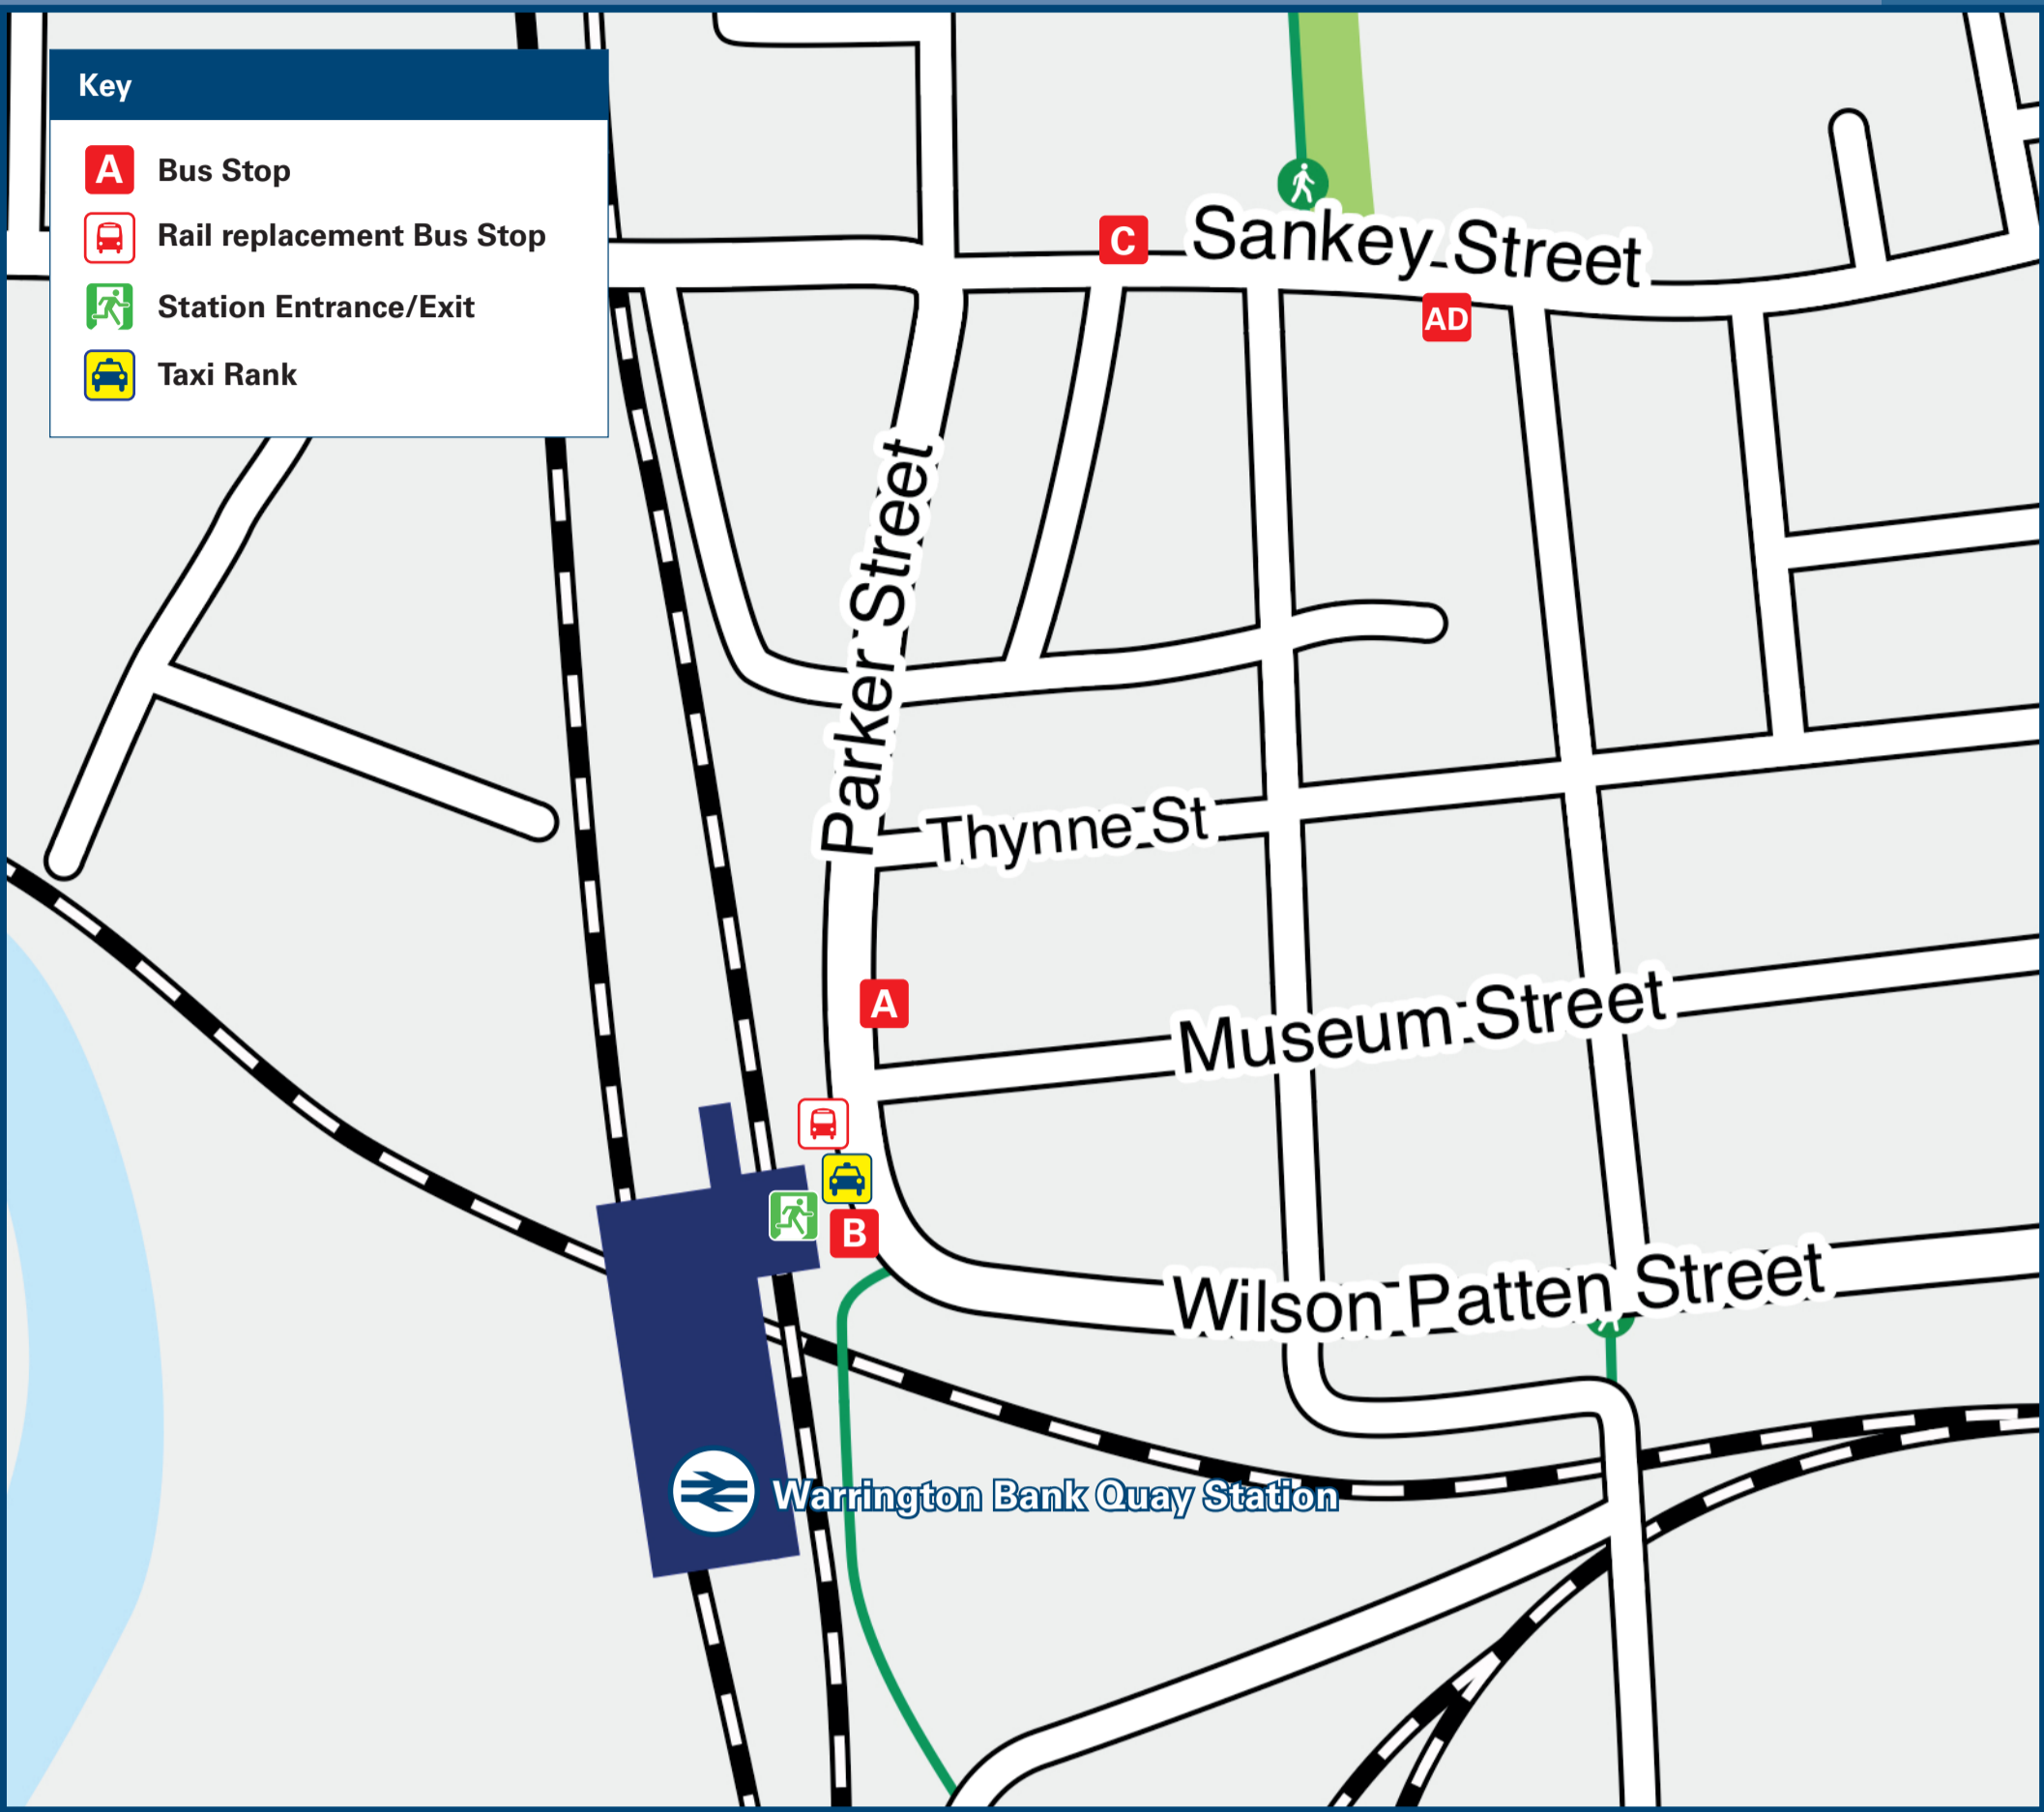 Key
A Bus Stop
Rail replacement Bus Stop
Station Entrance/Exit
Taxi Rank
C
Sankey Street
AD
Parker Street
Thynne St
A
Museum Street
B
Wilson Patten Street
Warrington Bank Quay Station